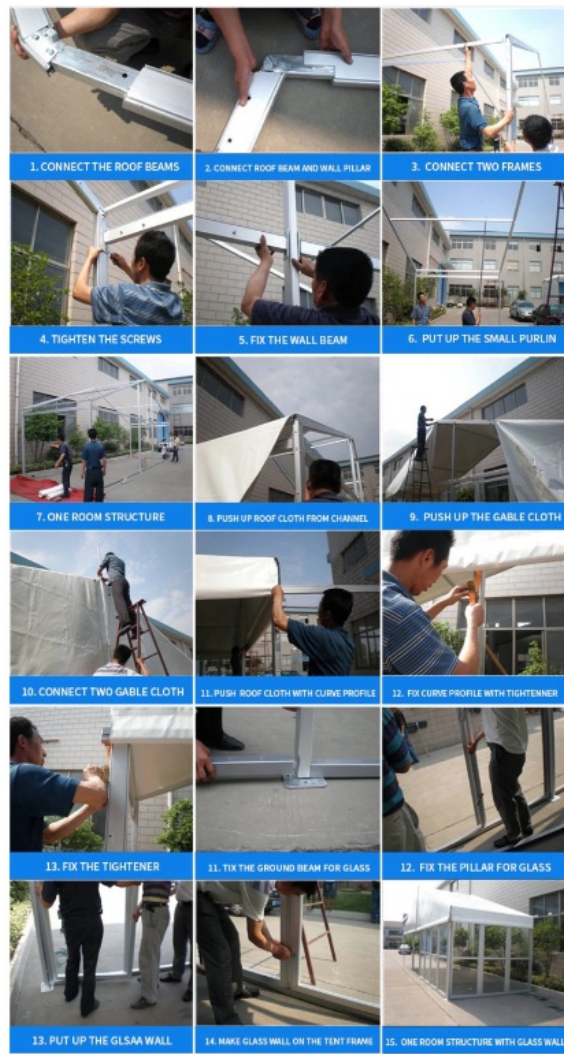 1. CONNECT THE ROOF BEAMS
2. CONNECT ROOF BEAM AND WALL PILLAR
3. CONNECT TWO FRAMES
4. TIGHTEN THE SCREWS
5. FIX THE WALL BEAM
6. PUT UP THE SMALL PURLIN
7. ONE ROOM STRUCTURE
8. PUSH UP ROOF CLOTH FROM CHANNEL
9. PUSH UP THE GABLE CLOTH
10. CONNECT TWO GABLE CLOTH
11. PUSH ROOF CLOTH WITH CURVE PROFILE
12. FIX CURVE PROFILE WITH TIGHTENNER
13. FIX THE TIGHTENER
11. TIX THE GROUND BEAM FOR GLASS
12. FIX THE PILLAR FOR GLASS
13. PUT UP THE GLSAA WALL
14. MAKE GLASS WALL ON THE TENT FRAME
15. ONE ROOM STRUCTURE WITH GLASS WALL